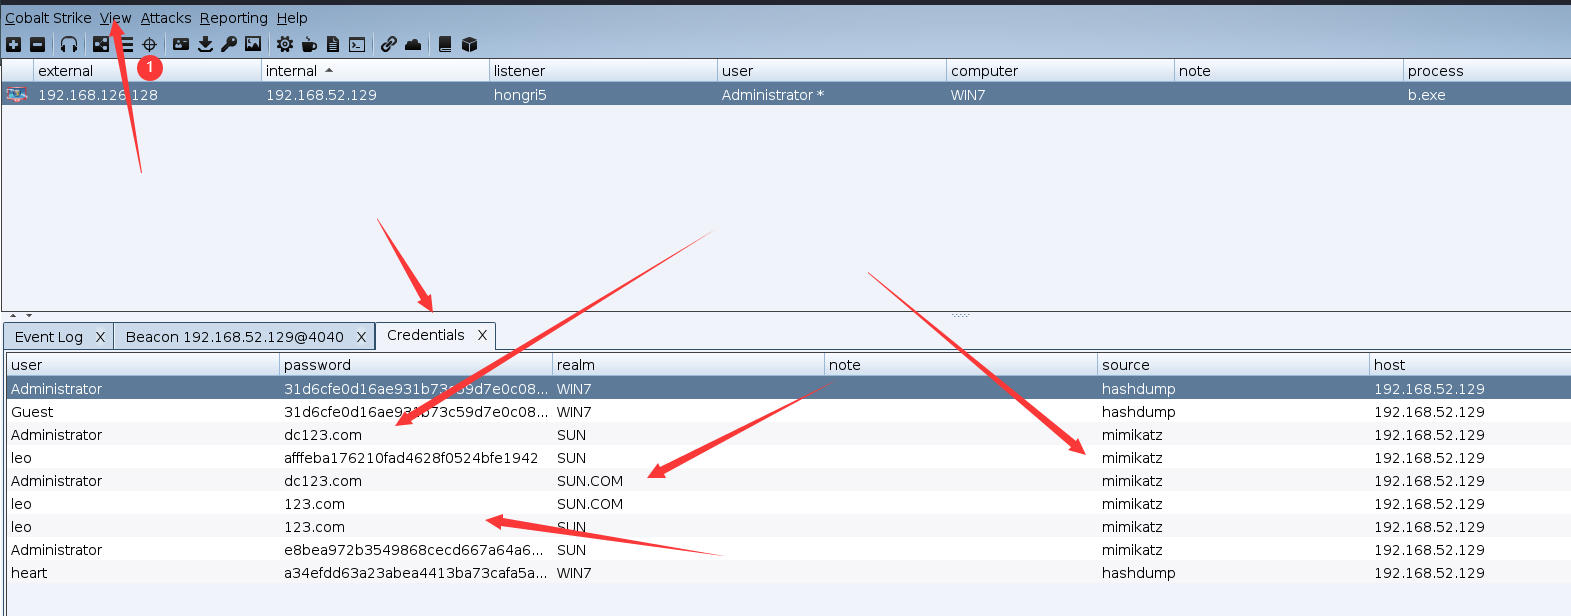 Cobalt Strike View Attacks Reporting Help
1
external internal listener user computer note process
192.168.126.128 192.168.52.129 hongri5 Administrator * WIN7 b.exe
Event Log X Beacon 192.168.52.129@4040 X Credentials X
user password realm note source host
Administrator 31d6cfe0d16ae931b73c59d7e0c08... WIN7 hashdump 192.168.52.129
Guest 31d6cfe0d16ae931b73c59d7e0c08... WIN7 hashdump 192.168.52.129
Administrator dc123.com SUN mimikatz 192.168.52.129
leo afffeba176210fad4628f0524bfe1942 SUN mimikatz 192.168.52.129
Administrator dc123.com SUN.COM mimikatz 192.168.52.129
leo 123.com SUN.COM mimikatz 192.168.52.129
leo 123.com SUN mimikatz 192.168.52.129
Administrator e8bea972b3549868cecd667a64a6... SUN mimikatz 192.168.52.129
heart a34efdd63a23abea4413ba73cafa5a... WIN7 hashdump 192.168.52.129